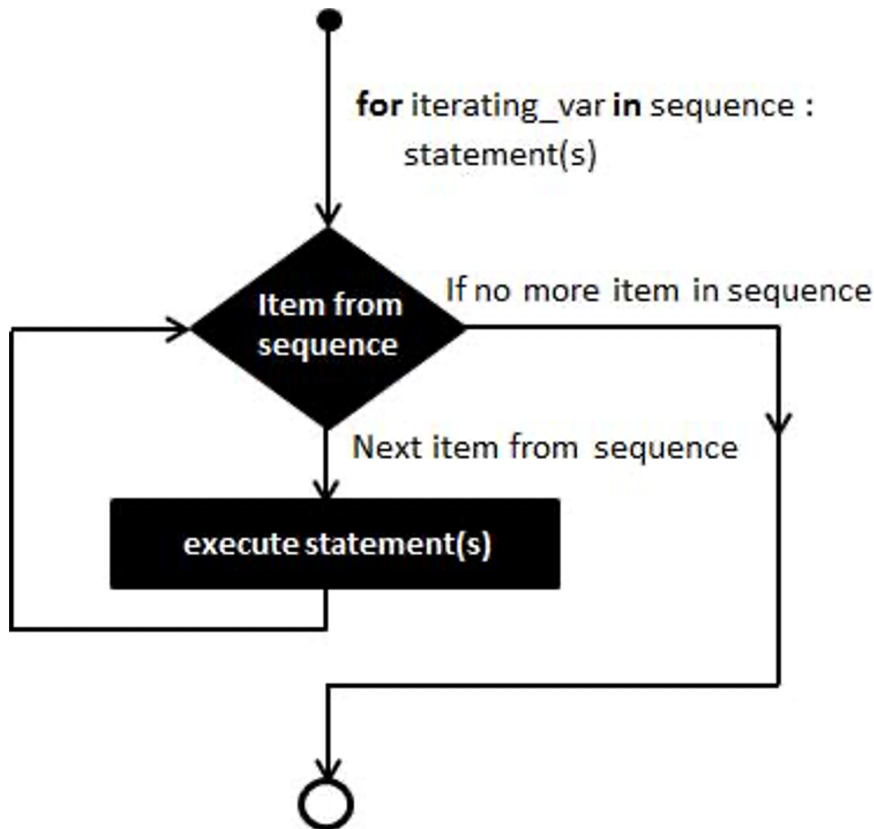 for iterating_var in sequence :
statement(s)
If no more item in sequence
Item from
sequence
Next item from sequence
execute statement(s)